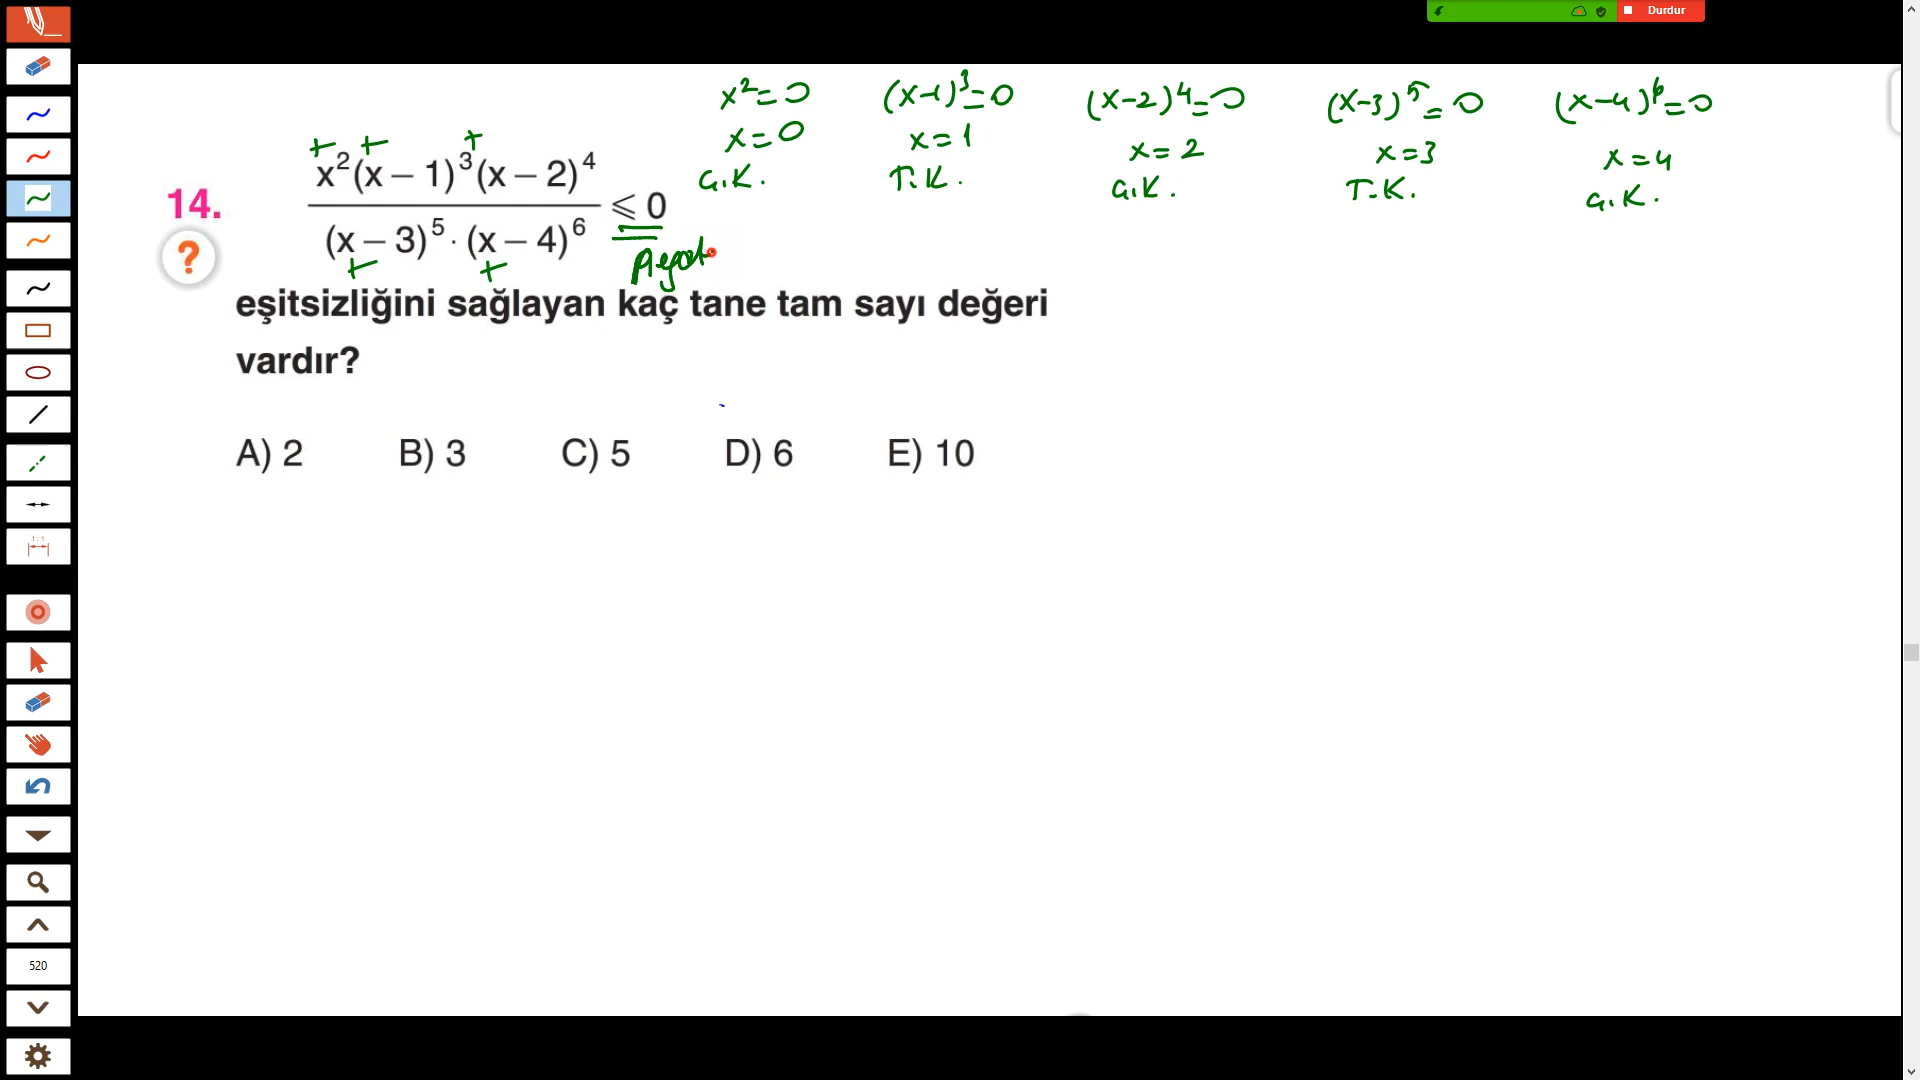 Durdur
x²=0 (x-1)³=0 (x-2)⁴=0 (x-3)⁵=0 (x-4)⁶=0
x=0 x=1 x=2 x=3 x=4
G.K. T.K. G.K. T.K. G.K.
+ + +
14.
x²(x – 1)³(x – 2)⁴
⩽ 0
(x – 3)⁵ · (x – 4)⁶
+ +
?
eşitsizliğini sağlayan kaç tane tam sayı değeri
vardır?
A) 2 B) 3 C) 5 D) 6 E) 10
1:1
520